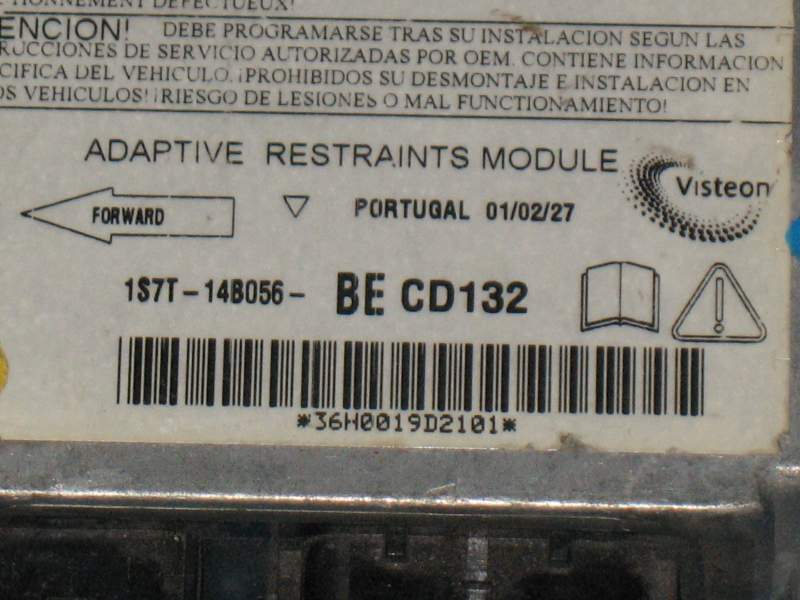 CTIONNEMENT DEFECTUEUX!
ENCION! DEBE PROGRAMARSE TRAS SU INSTALACION SEGUN LAS
RUCCIONES DE SERVICIO AUTORIZADAS POR OEM. CONTIENE INFORMACION
CIFICA DEL VEHICULO. ¡PROHIBIDOS SU DESMONTAJE E INSTALACION EN
OS VEHICULOS! ¡RIESGO DE LESIONES O MAL FUNCTIONAMIENTO!
ADAPTIVE RESTRAINTS MODULE
Visteon
FORWARD
PORTUGAL 01/02/27
1S7T-14B056- BE CD132
*36H0019D2101*